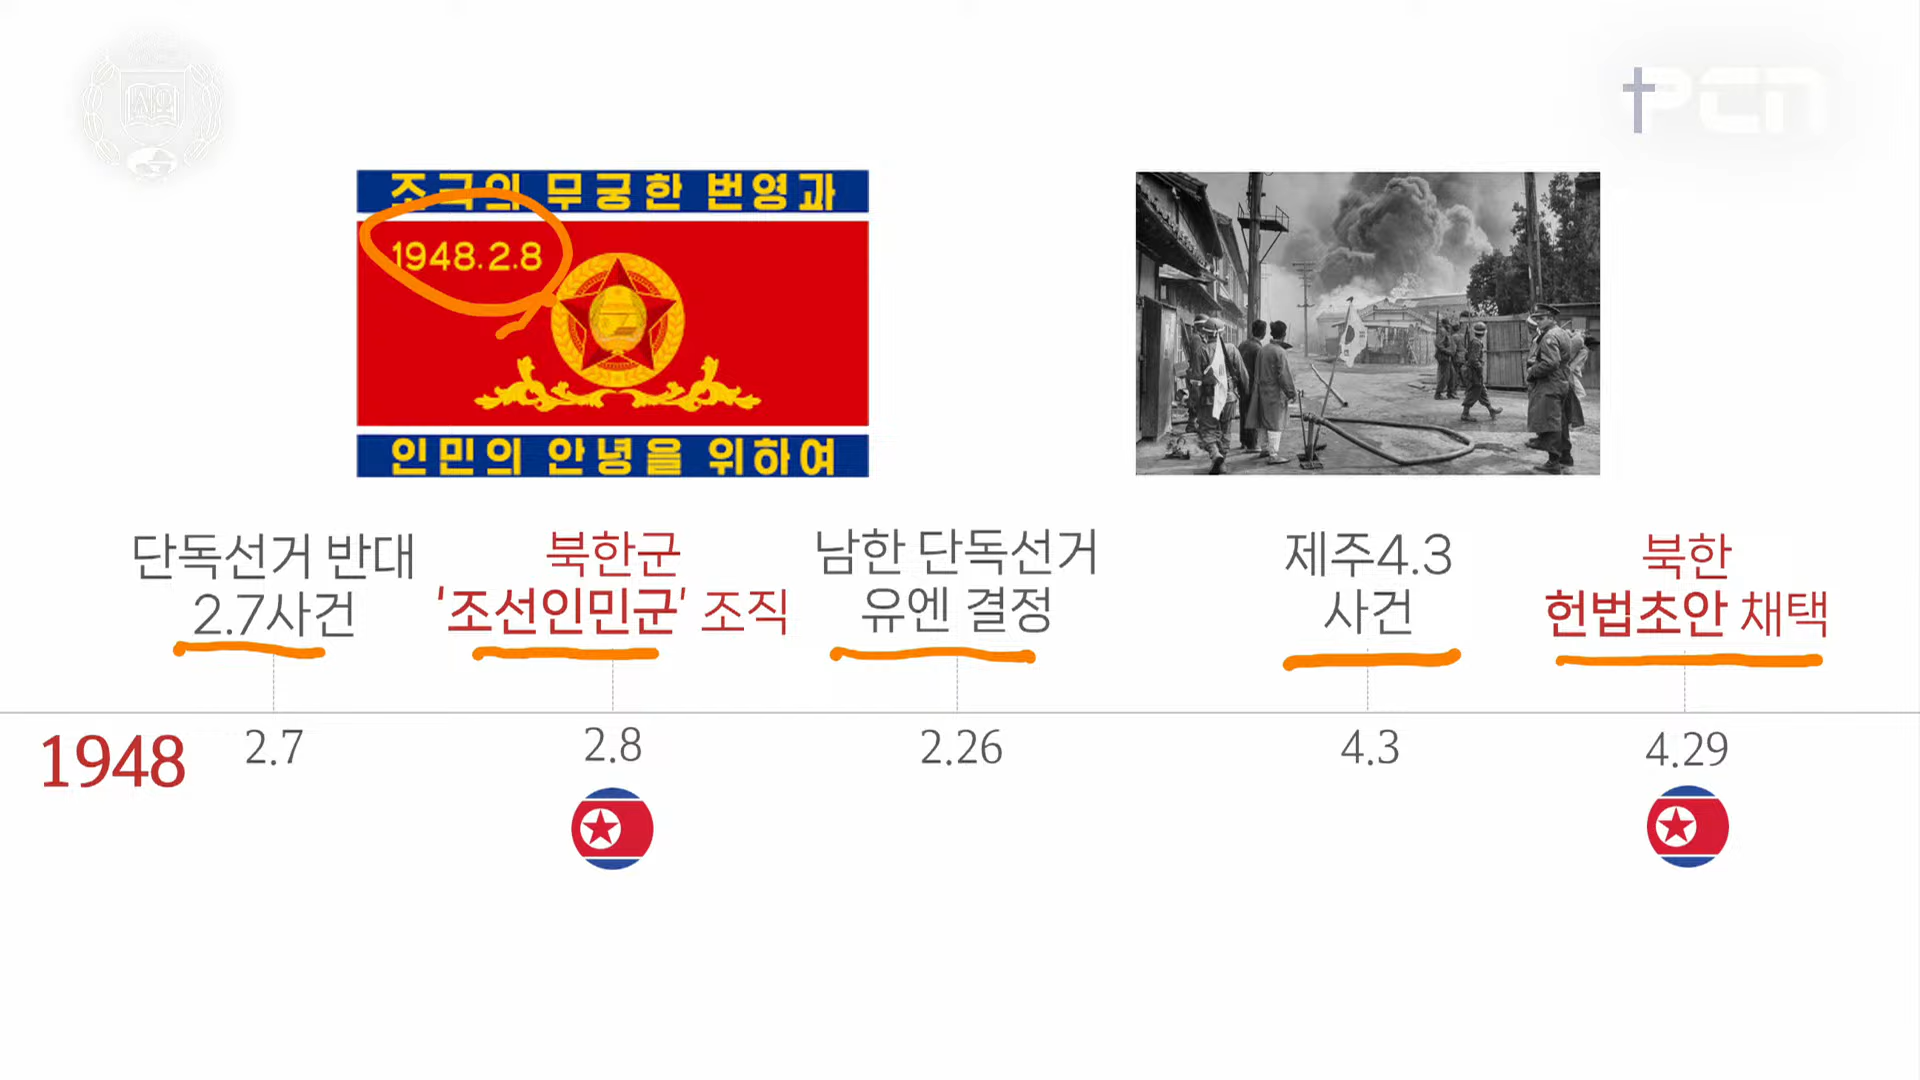 PCN
ΑΩ
조국의 무궁한 번영과
1948.2.8
인민의 안녕을 위하여
단독선거 반대
2.7사건
북한군
'조선인민군' 조직
남한 단독선거
유엔 결정
제주4.3
사건
북한
헌법초안 채택
1948
2.7
2.8
2.26
4.3
4.29